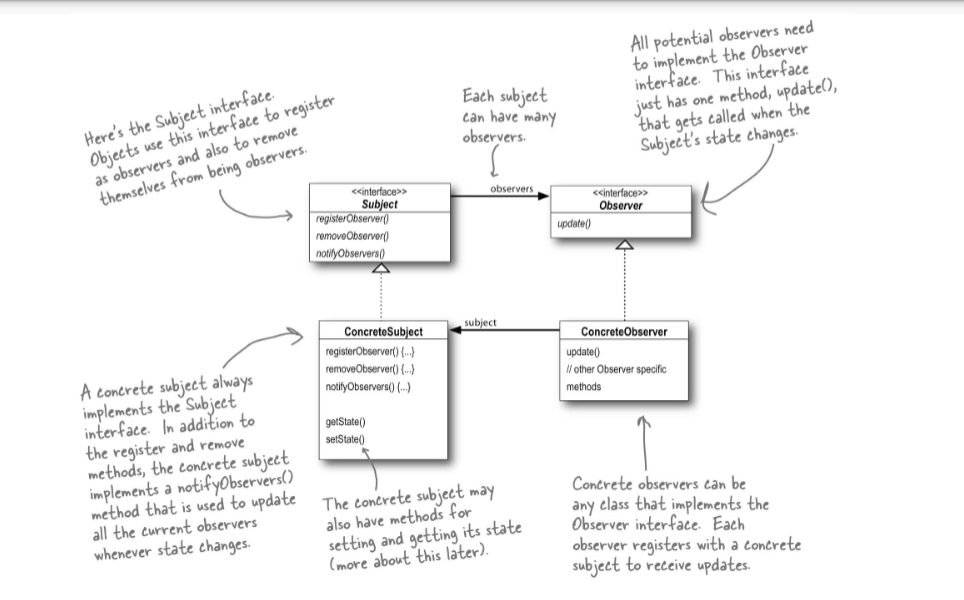 Here's the Subject interface.
Objects use this interface to register
as observers and also to remove
themselves from being observers.
Each subject
can have many
observers.
All potential observers need
to implement the Observer
interface. This interface
just has one method, update(),
that gets called when the
Subject's state changes.
<<interface>>
Subject
registerObserver()
removeObserver()
notifyObservers()
observers
<<interface>>
Observer
update()
ConcreteSubject
registerObserver() {...}
removeObserver() {...}
notifyObservers() {...}
getState()
setState()
subject
ConcreteObserver
update()
// other Observer specific
methods
A concrete subject always
implements the Subject
interface. In addition to
the register and remove
methods, the concrete subject
implements a notifyObservers()
method that is used to update
all the current observers
whenever state changes.
The concrete subject may
also have methods for
setting and getting its state
(more about this later).
Concrete observers can be
any class that implements the
Observer interface. Each
observer registers with a concrete
subject to receive updates.